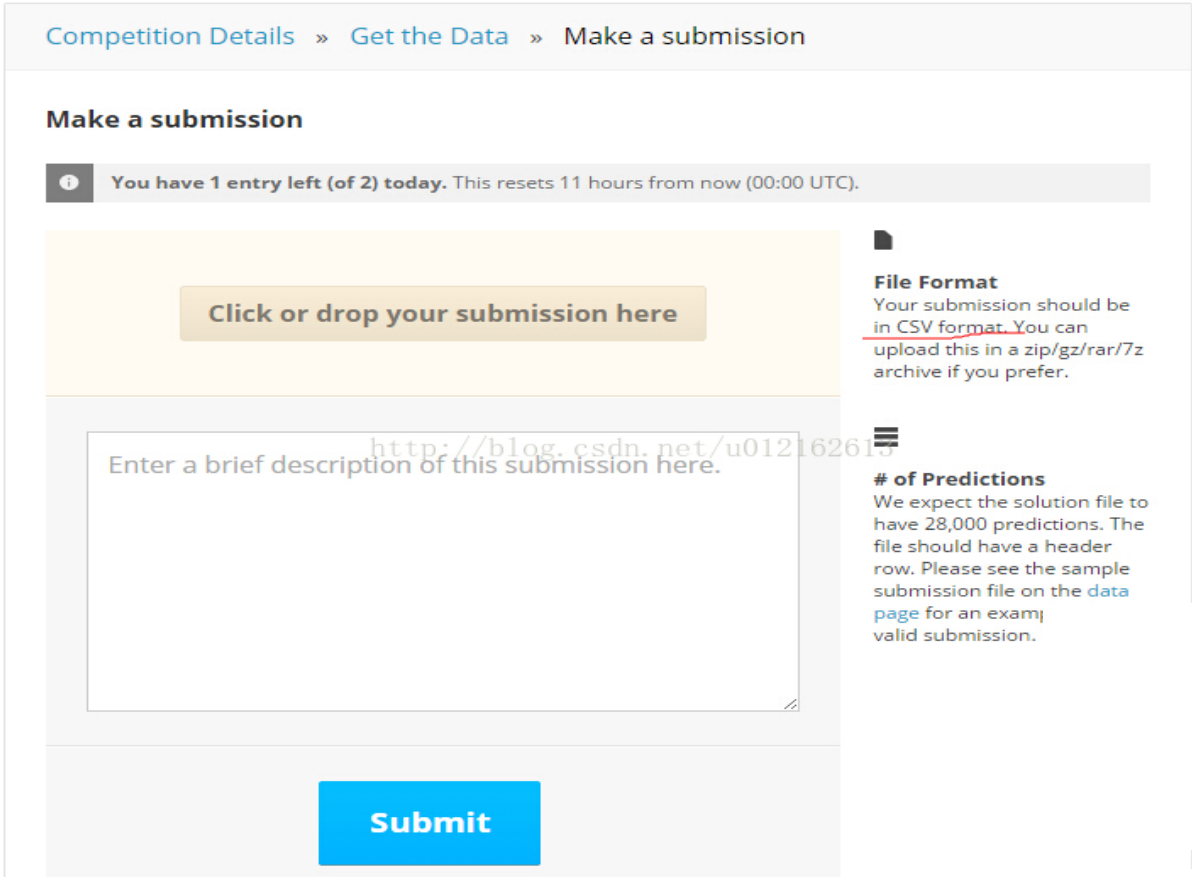 Competition Details » Get the Data » Make a submission
Make a submission
You have 1 entry left (of 2) today. This resets 11 hours from now (00:00 UTC).
Click or drop your submission here
File Format
Your submission should be
in CSV format. You can
upload this in a zip/gz/rar/7z
archive if you prefer.
http://blog.csdn.net/u012162613
Enter a brief description of this submission here.
# of Predictions
We expect the solution file to
have 28,000 predictions. The
file should have a header
row. Please see the sample
submission file on the data
page for an
valid submission.
Submit